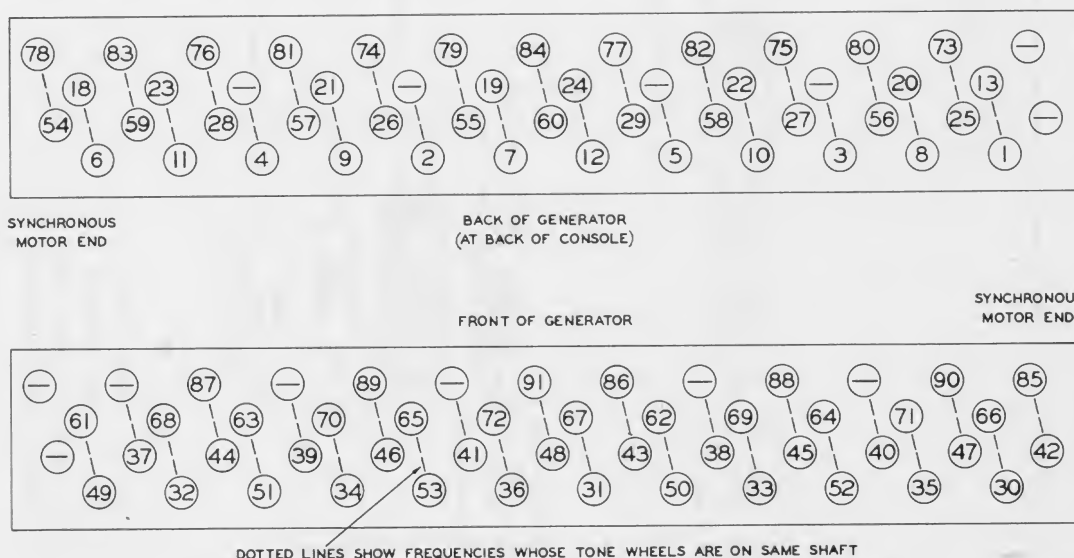 78 83 76 81 74 79 84 77 82 75 80 73 —
18 23 — 21 — 19 24 — 22 — 20 13
54 59 28 57 26 55 60 29 58 27 56 25 —
6 11 4 9 2 7 12 5 10 3 8 1
SYNCHRONOUS
MOTOR END
BACK OF GENERATOR
(AT BACK OF CONSOLE)
FRONT OF GENERATOR
SYNCHRONOU
MOTOR END
— — 87 — 89 — 91 86 — 88 — 90 85
61 68 63 70 65 72 67 62 69 64 71 66
— 37 44 39 46 41 48 43 38 45 40 47 42
49 32 51 34 53 36 31 50 33 52 35 30
DOTTED LINES SHOW FREQUENCIES WHOSE TONE WHEELS ARE ON SAME SHAFT